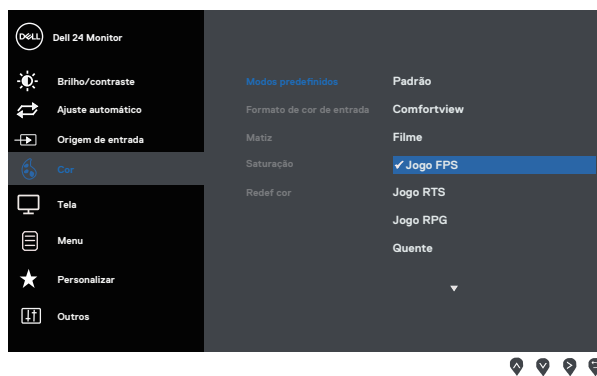 DELL Dell 24 Monitor
Brilho/contraste
Ajuste automático
Origem de entrada
Cor
Tela
Menu
Personalizar
Outros
Modos predefinidos
Formato de cor de entrada
Matiz
Saturação
Redef cor
Padrão
Comfortview
Filme
✓ Jogo FPS
Jogo RTS
Jogo RPG
Quente